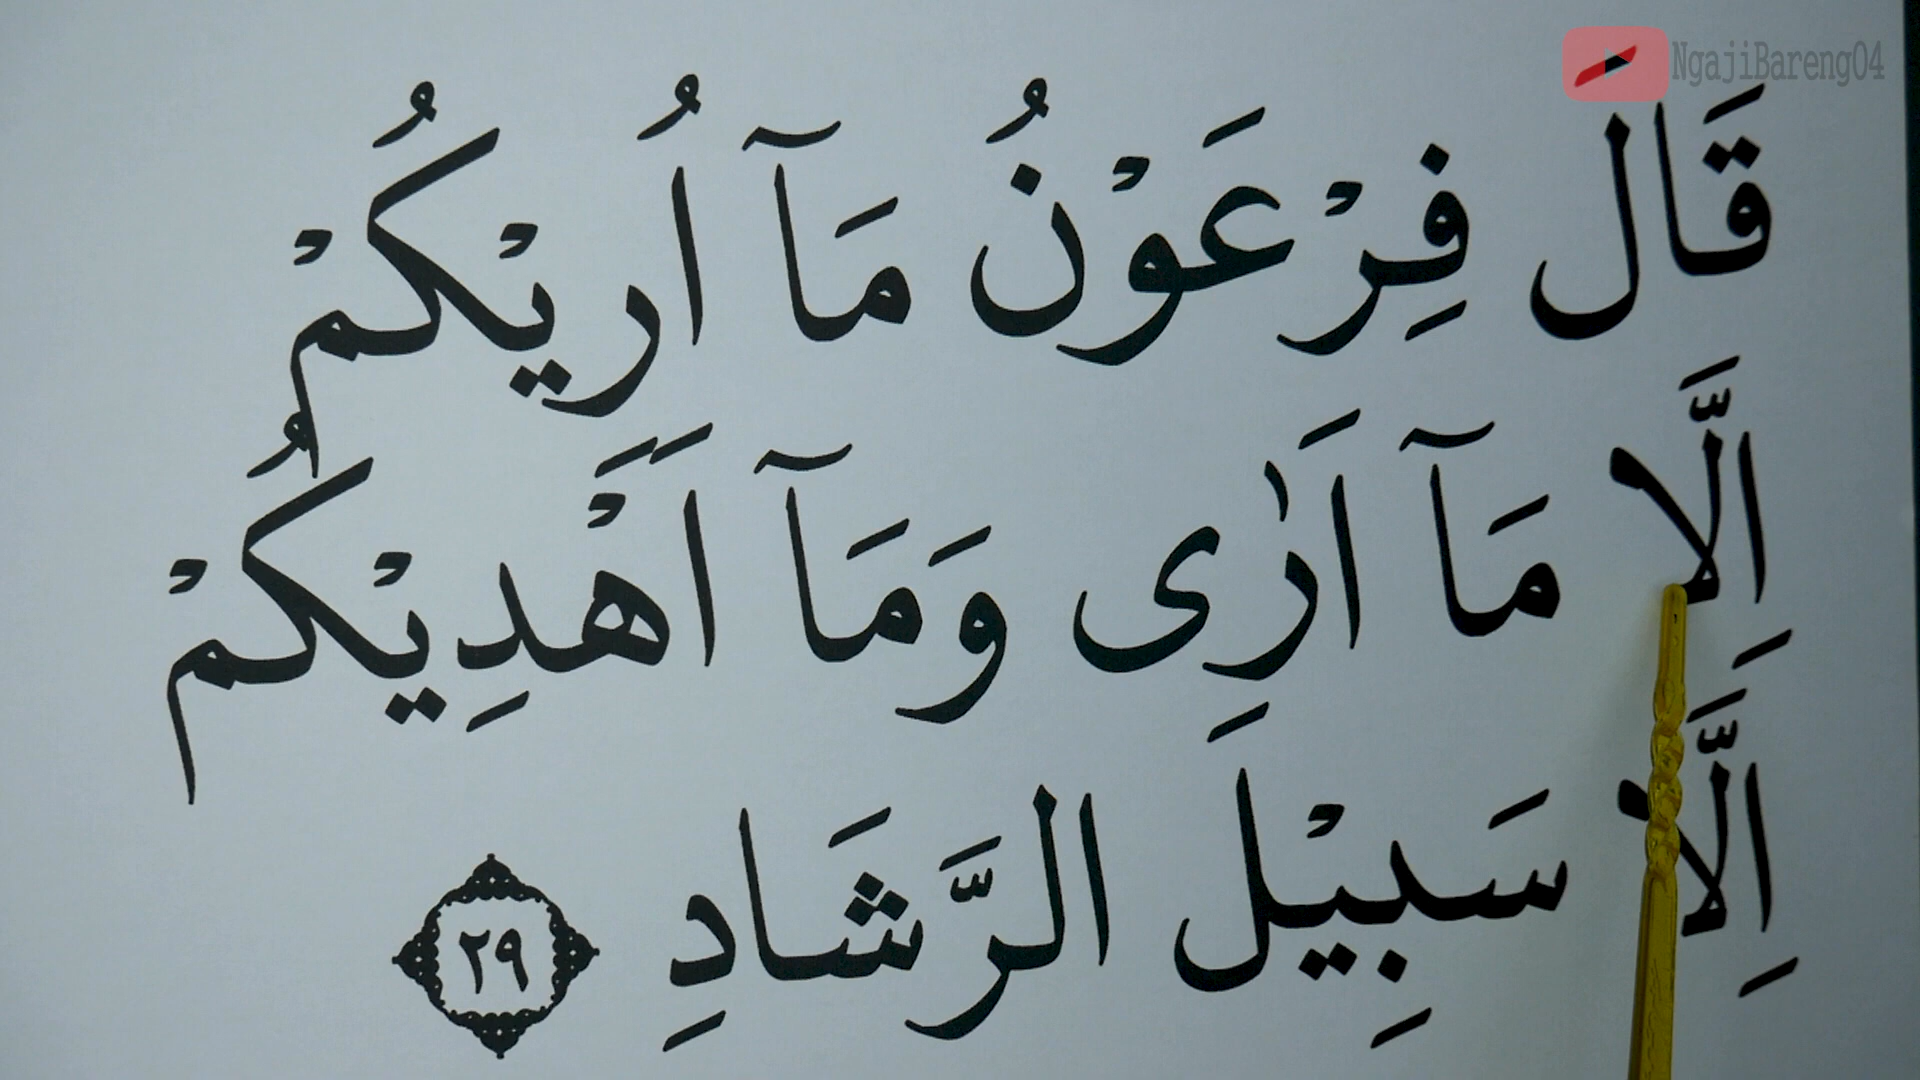 NgajiBareng04
قَالَ فِرْعَوْنُ مَآ اُرِيْكُمْ
اِلَّا مَآ اَرٰى وَمَآ اَهْدِيْكُمْ
اِلَّا سَبِيْلَ الرَّشَادِ ٢٩